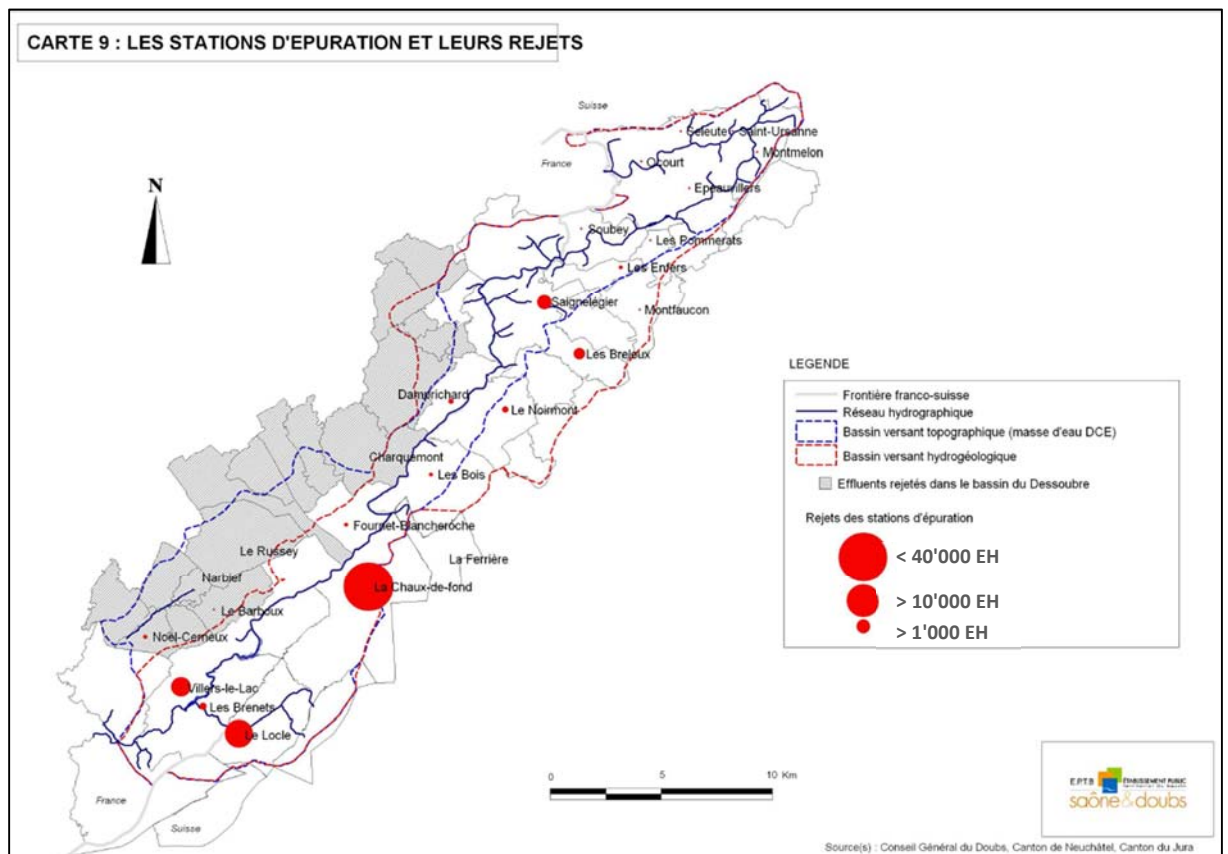 CARTE 9 : LES STATIONS D'EPURATION ET LEURS REJETS
Suisse
France
N
Seleute
Saint-Ursanne
Montmelon
Ocourt
Epeauvillers
Soubey
Les Pommerats
Les Enfers
Saignelégier
Montfaucon
Les Breleux
Damprichard
Le Noirmont
Charquemont
Les Bois
Fournet-Blancheroche
Le Russey
La Ferrière
La Chaux-de-fond
Narbief
Le Barboux
Noël-Cerneux
Villers-le-Lac
Les Brenets
Le Locle
France
Suisse
0 5 10 Km
LEGENDE
Frontière franco-suisse
Réseau hydrographique
Bassin versant topographique (masse d'eau DCE)
Bassin versant hydrogéologique
Effluents rejetés dans le bassin du Dessoubre
Rejets des stations d'épuration
< 40'000 EH
> 10'000 EH
> 1'000 EH
E.P.T.B
ÉTABLISSEMENT PUBLIC
saône & doubs
Source(s) : Conseil Général du Doubs, Canton de Neuchâtel, Canton du Jura